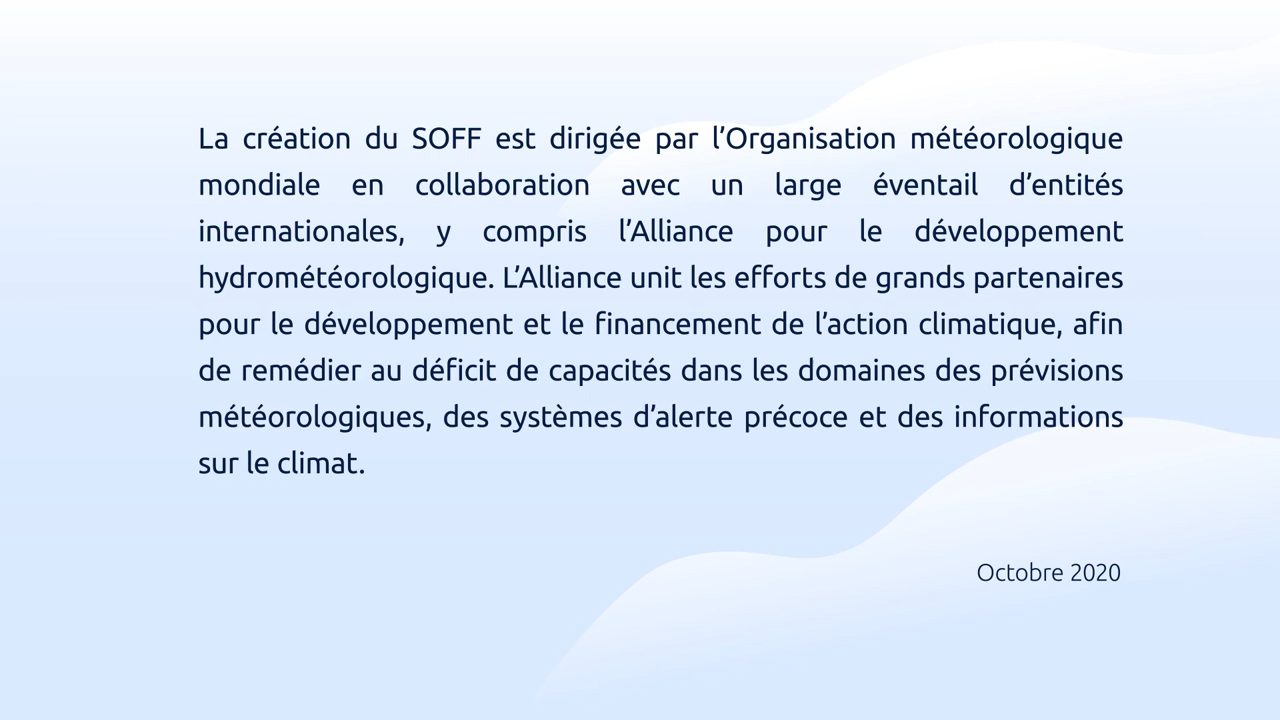 La création du SOFF est dirigée par l’Organisation météorologique
mondiale en collaboration avec un large éventail d’entités
internationales, y compris l’Alliance pour le développement
hydrométéorologique. L’Alliance unit les efforts de grands partenaires
pour le développement et le financement de l’action climatique, afin
de remédier au déficit de capacités dans les domaines des prévisions
météorologiques, des systèmes d’alerte précoce et des informations
sur le climat.
Octobre 2020